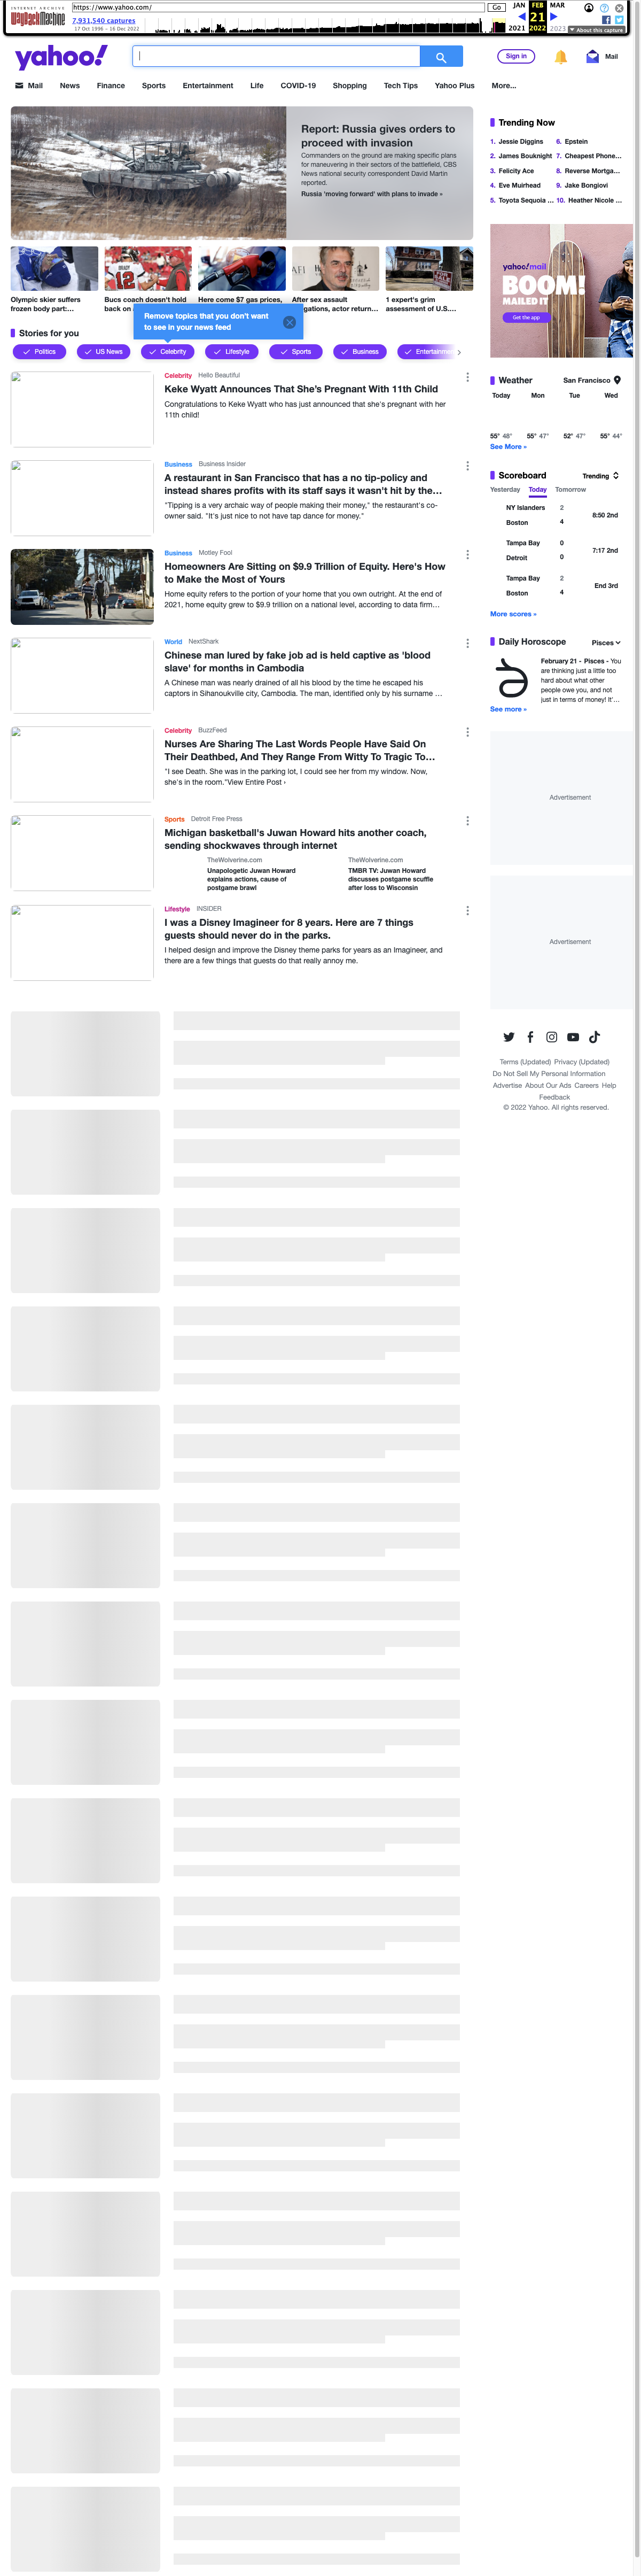 INTERNET ARCHIVE
WayBackMachine
https://www.yahoo.com/
Go
JAN
FEB
MAR
7,931,540 captures
21
17 Oct 1996 – 16 Dec 2022
2021
2022
2023
About this capture
yahoo!
Sign in
Mail
Mail News Finance Sports Entertainment Life COVID-19 Shopping Tech Tips Yahoo Plus More...
Report: Russia gives orders to
proceed with invasion
Commanders on the ground are making specific plans
for maneuvering in their sectors of the battlefield, CBS
News national security correspondent David Martin
reported.
Russia 'moving forward' with plans to invade »
Olympic skier suffers
frozen body part:...
Bucs coach doesn't hold
back on
Here come $7 gas prices,
After sex assault
gations, actor return...
1 expert's grim
assessment of U.S....
Remove topics that you don't want
to see in your news feed
Stories for you
Politics
US News
Celebrity
Lifestyle
Sports
Business
Celebrity Hello Beautiful
Keke Wyatt Announces That She's Pregnant With 11th Child
Congratulations to Keke Wyatt who has just announced that she's pregnant with her
11th child!
Business Business Insider
A restaurant in San Francisco that has a no tip-policy and
instead shares profits with its staff says it wasn't hit by the...
"Tipping is a very archaic way of people making their money," the restaurant's co-
owner said. "It's just nice to not have tap dance for money."
Business Motley Fool
Homeowners Are Sitting on $9.9 Trillion of Equity. Here's How
to Make the Most of Yours
Home equity refers to the portion of your home that you own outright. At the end of
2021, home equity grew to $9.9 trillion on a national level, according to data firm...
World NextShark
Chinese man lured by fake job ad is held captive as 'blood
slave' for months in Cambodia
A Chinese man was nearly drained of all his blood by the time he escaped his
captors in Sihanoukville city, Cambodia. The man, identified only by his surname ...
Celebrity BuzzFeed
Nurses Are Sharing The Last Words People Have Said On
Their Deathbed, And They Range From Witty To Tragic To...
"I see Death. She was in the parking lot, I could see her from my window. Now,
she's in the room."View Entire Post ›
Sports Detroit Free Press
Michigan basketball's Juwan Howard hits another coach,
sending shockwaves through internet
TheWolverine.com
Unapologetic Juwan Howard
explains actions, cause of
postgame brawl
TheWolverine.com
TMBR TV: Juwan Howard
discusses postgame scuffle
after loss to Wisconsin
Lifestyle INSIDER
I was a Disney Imagineer for 8 years. Here are 7 things
guests should never do in the parks.
I helped design and improve the Disney theme parks for years as an Imagineer, and
there are a few things that guests do that really annoy me.
Trending Now
1. Jessie Diggins
2. James Bouknight
3. Felicity Ace
4. Eve Muirhead
5. Toyota Sequoia ...
6. Epstein
7. Cheapest Phone...
8. Reverse Mortga...
9. Jake Bongiovi
10. Heather Nicole ...
yahoo!mail
BOOM!
MAILED IT
Get the app
Weather
San Francisco
Today Mon Tue Wed
55° 48° 55° 47° 52° 47° 55° 44°
See More »
Scoreboard
Trending
Yesterday Today Tomorrow
NY Islanders 2
Boston 4
8:50 2nd
Tampa Bay 0
Detroit 0
7:17 2nd
Tampa Bay 2
Boston 4
End 3rd
More scores »
Daily Horoscope
Pisces
February 21 - Pisces - You
are thinking just a little too
hard about what other
people owe you, and not
just in terms of money! It'...
See more »
Advertisement
Advertisement
Terms (Updated) Privacy (Updated)
Do Not Sell My Personal Information
Advertise About Our Ads Careers Help
Feedback
© 2022 Yahoo. All rights reserved.